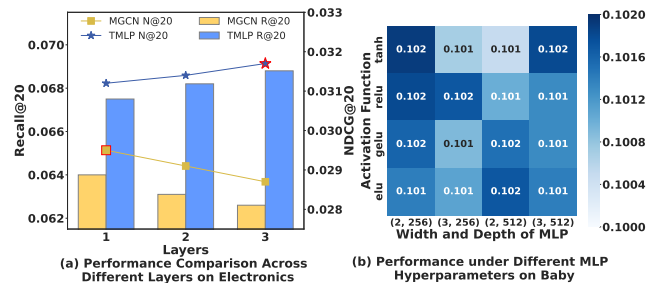 MGCN N@20 MGCN R@20
TMLP N@20 TMLP R@20
0.070
0.068
0.066
0.064
0.062
Recall@20
0.033
0.032
0.031
0.030
0.029
0.028
NDCG@20
1 2 3
Layers
(a) Performance Comparison Across
Different Layers on Electronics
Activation Function
tanh 0.102 0.101 0.101 0.102
relu 0.102 0.102 0.101 0.101
gelu 0.102 0.101 0.102 0.102
elu 0.101 0.101 0.102 0.101
(2, 256) (3, 256) (2, 512) (3, 512)
Width and Depth of MLP
0.1020
0.1016
0.1012
0.1008
0.1004
0.1000
(b) Performance under Different MLP
Hyperparameters on Baby